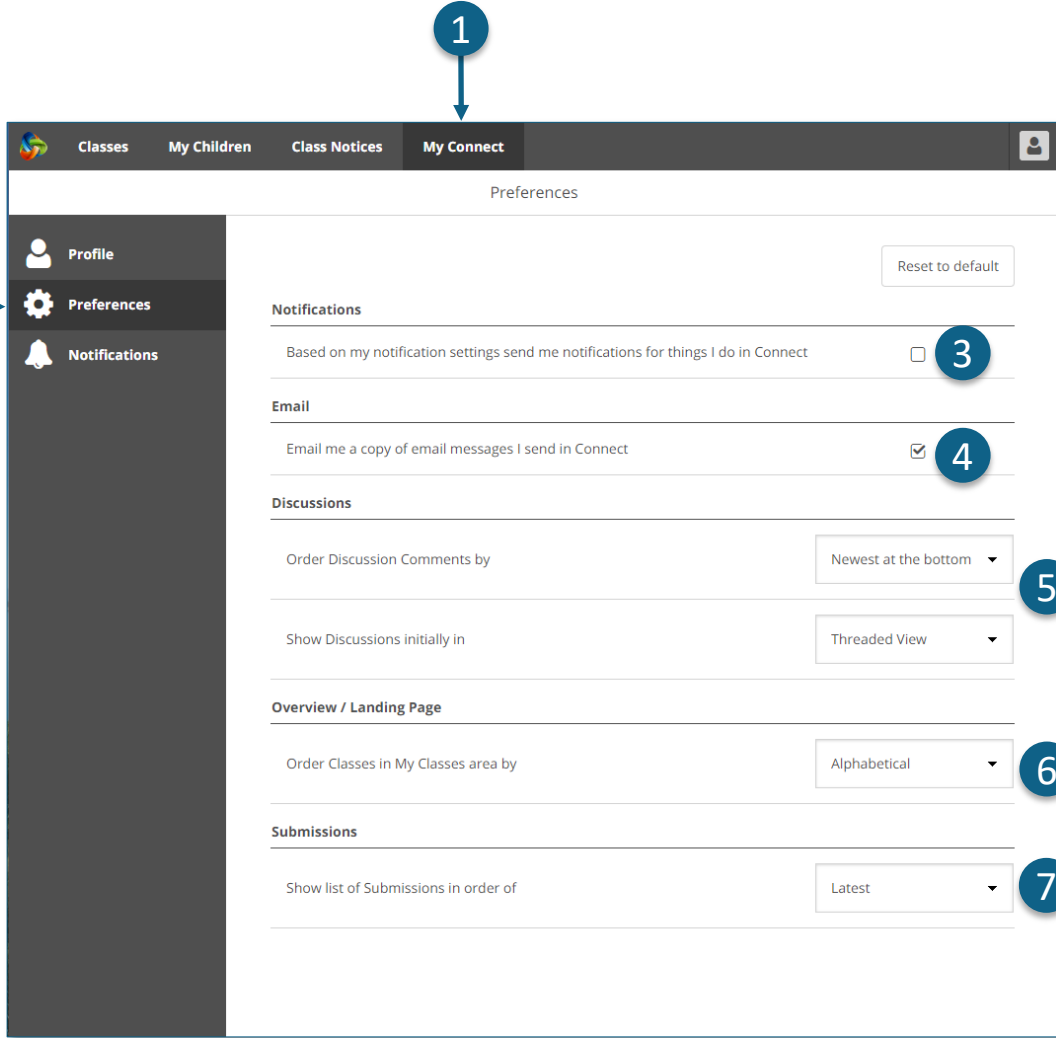 1
Classes My Children Class Notices My Connect
Preferences
Profile
Preferences
Notifications
Reset to default
Notifications
Based on my notification settings send me notifications for things I do in Connect 3
Email
Email me a copy of email messages I send in Connect 4
Discussions
Order Discussion Comments by Newest at the bottom
5
Show Discussions initially in Threaded View
Overview / Landing Page
Order Classes in My Classes area by Alphabetical 6
Submissions
Show list of Submissions in order of Latest 7